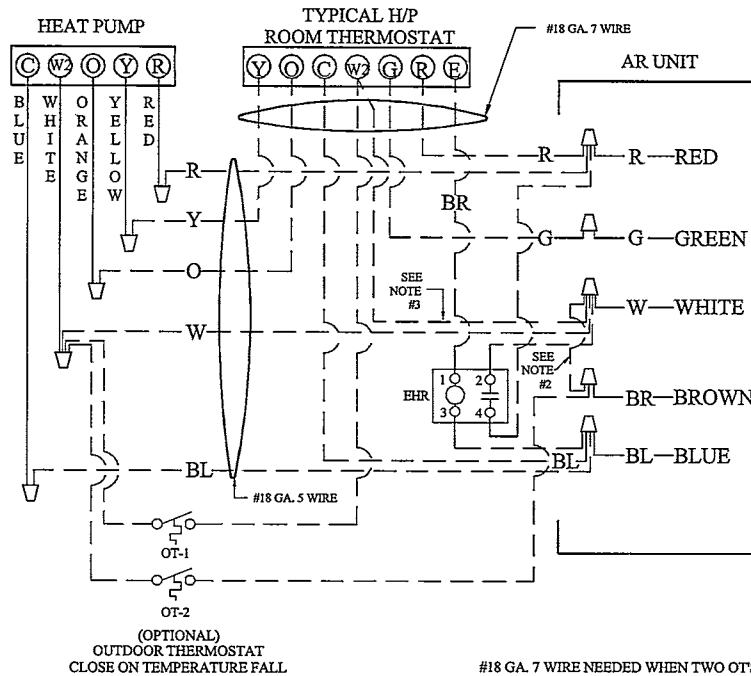 HEAT PUMP
C W2 O Y R
BLUE
WHITE
ORANGE
YELLOW
RED
TYPICAL H/P
ROOM THERMOSTAT
Y O C W2 G R E
#18 GA. 7 WIRE
AR UNIT
R
R
R
RED
BR
Y
G
G
GREEN
O
SEE
NOTE
#3
W
W
WHITE
SEE
NOTE
#2
EHR
1
2
3
4
BR
BROWN
BL
BL
BL
BLUE
#18 GA. 5 WIRE
OT-1
OT-2
(OPTIONAL)
OUTDOOR THERMOSTAT
CLOSE ON TEMPERATURE FALL
#18 GA. 7 WIRE NEEDED WHEN TWO OT'S